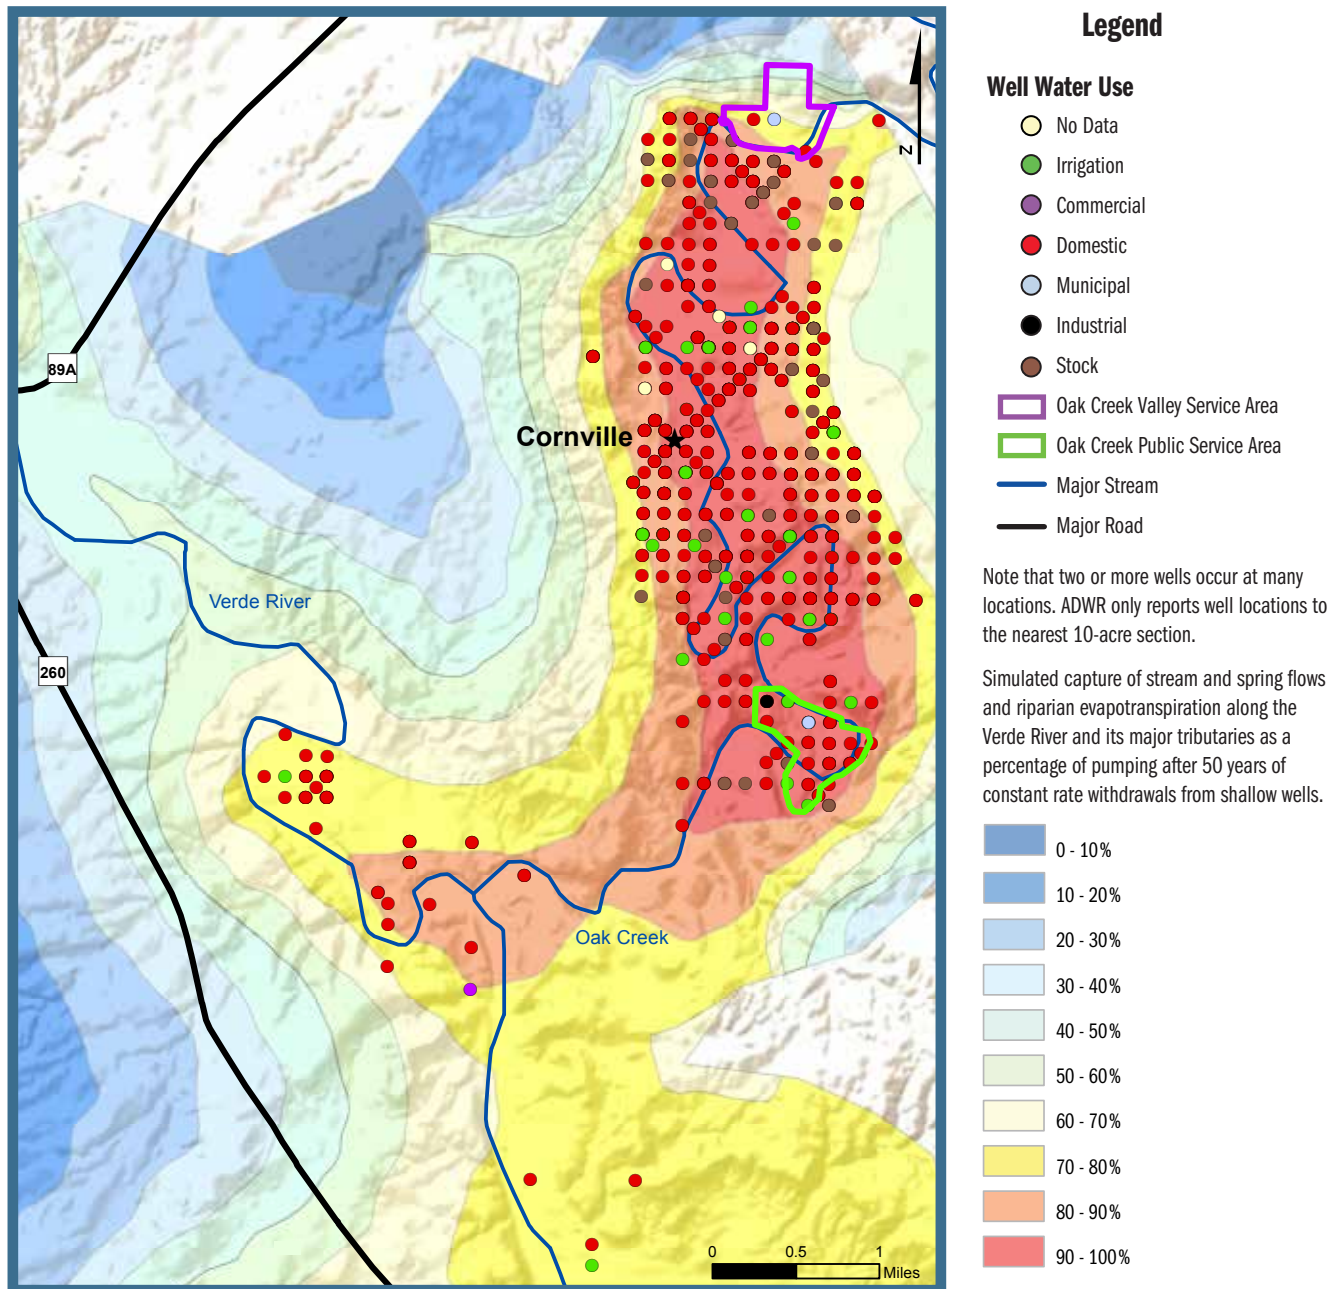 Legend
Well Water Use
No Data
Irrigation
Commercial
Domestic
Municipal
Industrial
Stock
Oak Creek Valley Service Area
Oak Creek Public Service Area
Major Stream
Major Road
Note that two or more wells occur at many
locations. ADWR only reports well locations to
the nearest 10-acre section.
Simulated capture of stream and spring flows
and riparian evapotranspiration along the
Verde River and its major tributaries as a
percentage of pumping after 50 years of
constant rate withdrawals from shallow wells.
0 - 10%
10 - 20%
20 - 30%
30 - 40%
40 - 50%
50 - 60%
60 - 70%
70 - 80%
80 - 90%
90 - 100%
N
89A
Cornville
Verde River
260
Oak Creek
0 0.5 1
Miles